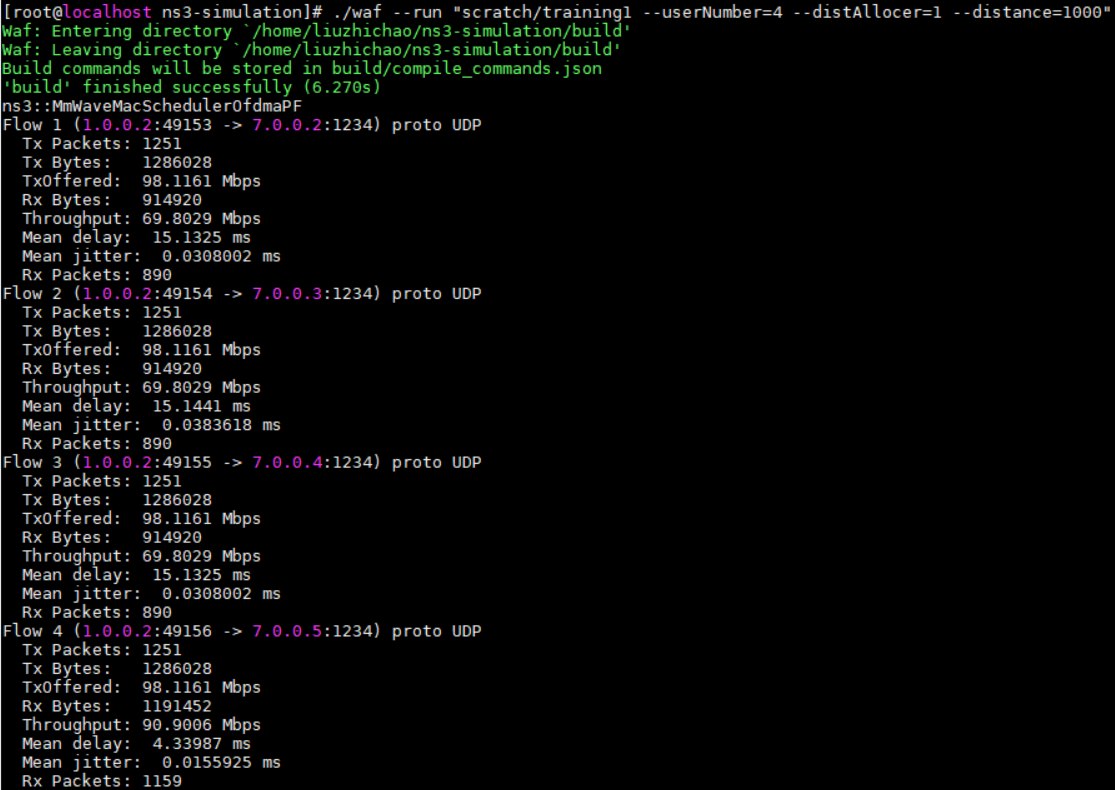 [root@localhost ns3-simulation]# ./waf --run "scratch/training1 --userNumber=4 --distAllocer=1 --distance=1000"
Waf: Entering directory `/home/liuzhichao/ns3-simulation/build'
Waf: Leaving directory `/home/liuzhichao/ns3-simulation/build'
Build commands will be stored in build/compile_commands.json
'build' finished successfully (6.270s)
ns3::MmWaveMacSchedulerOfdmaPF
Flow 1 (1.0.0.2:49153 -> 7.0.0.2:1234) proto UDP
  Tx Packets: 1251
  Tx Bytes:   1286028
  TxOffered:  98.1161 Mbps
  Rx Bytes:   914920
  Throughput: 69.8029 Mbps
  Mean delay:  15.1325 ms
  Mean jitter:  0.0308002 ms
  Rx Packets: 890
Flow 2 (1.0.0.2:49154 -> 7.0.0.3:1234) proto UDP
  Tx Packets: 1251
  Tx Bytes:   1286028
  TxOffered:  98.1161 Mbps
  Rx Bytes:   914920
  Throughput: 69.8029 Mbps
  Mean delay:  15.1441 ms
  Mean jitter:  0.0383618 ms
  Rx Packets: 890
Flow 3 (1.0.0.2:49155 -> 7.0.0.4:1234) proto UDP
  Tx Packets: 1251
  Tx Bytes:   1286028
  TxOffered:  98.1161 Mbps
  Rx Bytes:   914920
  Throughput: 69.8029 Mbps
  Mean delay:  15.1325 ms
  Mean jitter:  0.0308002 ms
  Rx Packets: 890
Flow 4 (1.0.0.2:49156 -> 7.0.0.5:1234) proto UDP
  Tx Packets: 1251
  Tx Bytes:   1286028
  TxOffered:  98.1161 Mbps
  Rx Bytes:   1191452
  Throughput: 90.9006 Mbps
  Mean delay:  4.33987 ms
  Mean jitter:  0.0155925 ms
  Rx Packets: 1159